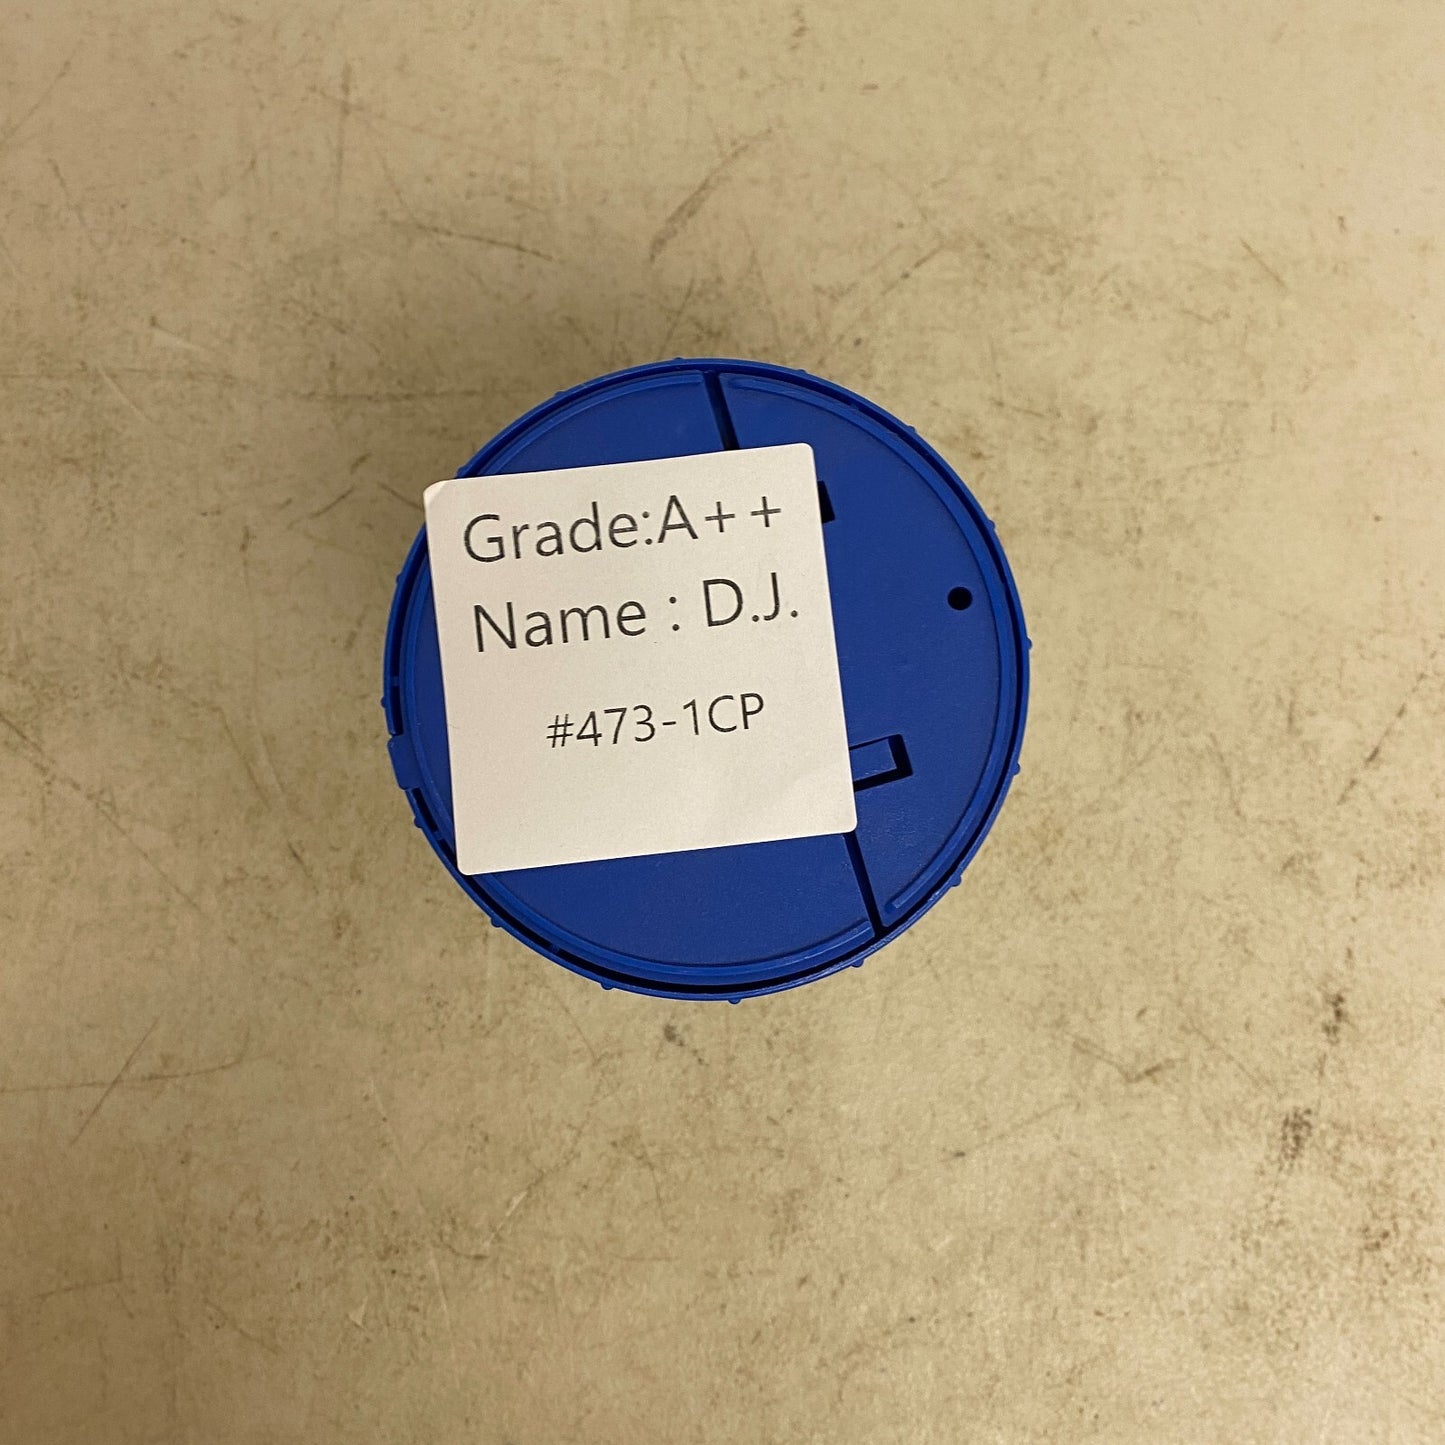 Grade:A++
Name : D.J.
#473-1CP